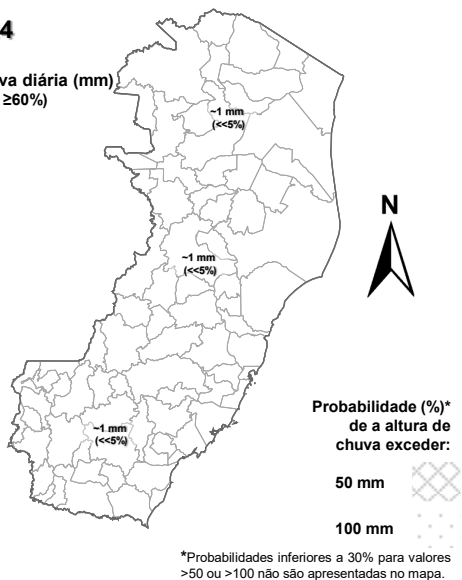 4
va diária (mm)
≥60%)
~1 mm
(<<5%)
N
~1 mm
(<<5%)
~1 mm
(<<5%)
Probabilidade (%)*
de a altura de
chuva exceder:
50 mm
100 mm
*Probabilidades inferiores a 30% para valores
>50 ou >100 não são apresentadas no mapa.